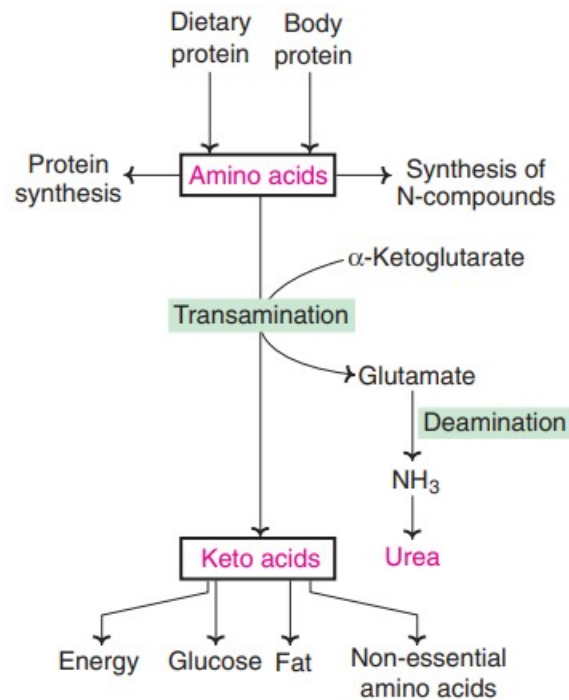 Dietary protein
Body protein
Protein synthesis
Amino acids
Synthesis of N-compounds
α-Ketoglutarate
Transamination
Glutamate
Deamination
NH₃
Keto acids
Urea
Energy
Glucose
Fat
Non-essential amino acids